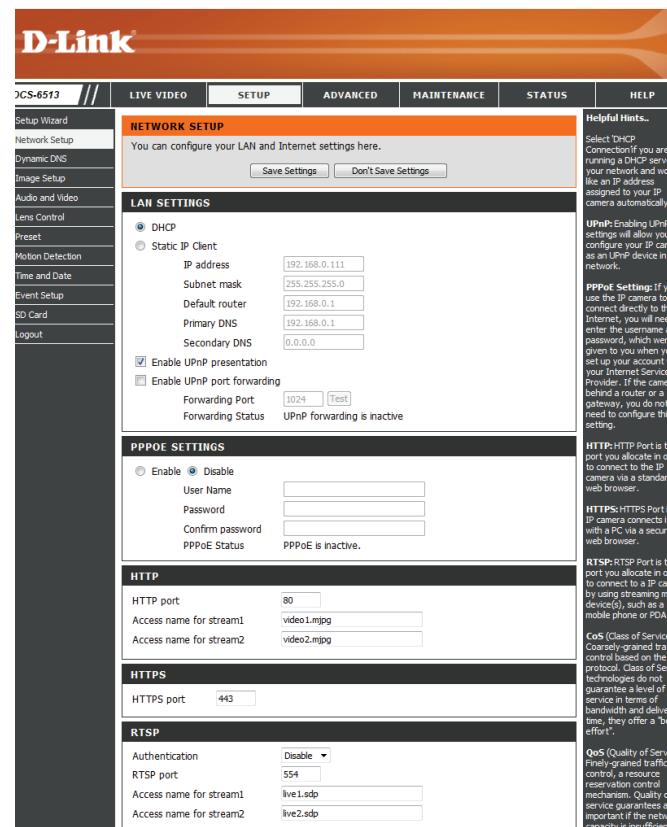 D-Link
DCS-6513 // LIVE VIDEO SETUP ADVANCED MAINTENANCE STATUS HELP
Setup Wizard
Network Setup
Dynamic DNS
Image Setup
Audio and Video
Lens Control
Preset
Motion Detection
Time and Date
Event Setup
SD Card
Logout
NETWORK SETUP
You can configure your LAN and Internet settings here.
Save Settings Don't Save Settings
LAN SETTINGS
DHCP
Static IP Client
IP address 192.168.0.111
Subnet mask 255.255.255.0
Default router 192.168.0.1
Primary DNS 192.168.0.1
Secondary DNS 0.0.0.0
Enable UPnP presentation
Enable UPnP port forwarding
Forwarding Port 1024 Test
Forwarding Status UPnP forwarding is inactive
PPPOE SETTINGS
Enable Disable
User Name
Password
Confirm password
PPPoE Status PPPoE is inactive.
HTTP
HTTP port 80
Access name for stream1 video1.mjpg
Access name for stream2 video2.mjpg
HTTPS
HTTPS port 443
RTSP
Authentication Disable
RTSP port 554
Access name for stream1 live1.sdp
Access name for stream2 live2.sdp
Helpful Hints..
Select 'DHCP
Connection'if you are
running a DHCP
your network and
like an IP address
assigned to your IP
camera automatically
UPnP: Enabling
settings will allow
configure your IP
as an UPnP device in
network.
PPPoE Setting: If
use the IP camera to
connect directly to
Internet, you will
enter the username
password, which
given to you when
set up your account
your Internet Service
Provider. If the
behind a router or a
gateway, you do not
need to configure
setting.
HTTP: HTTP Port is
port you allocate in
to connect to the IP
camera via a
web browser.
HTTPS: HTTPS Port
IP camera connects
with a PC via a
web browser.
RTSP: RTSP Port is
port you allocate in
to connect to a IP
by using streaming
device(s), such as a
mobile phone or PDA
CoS (Class of Service
Coarsely-grained
control based on the
protocol. Class of
technologies do not
guarantee a level of
service in terms of
bandwidth and
time, they offer a
effort".
QoS (Quality of
Finely-grained traffic
control, a resource
reservation control
mechanism. Quality
service guarantees
important if the